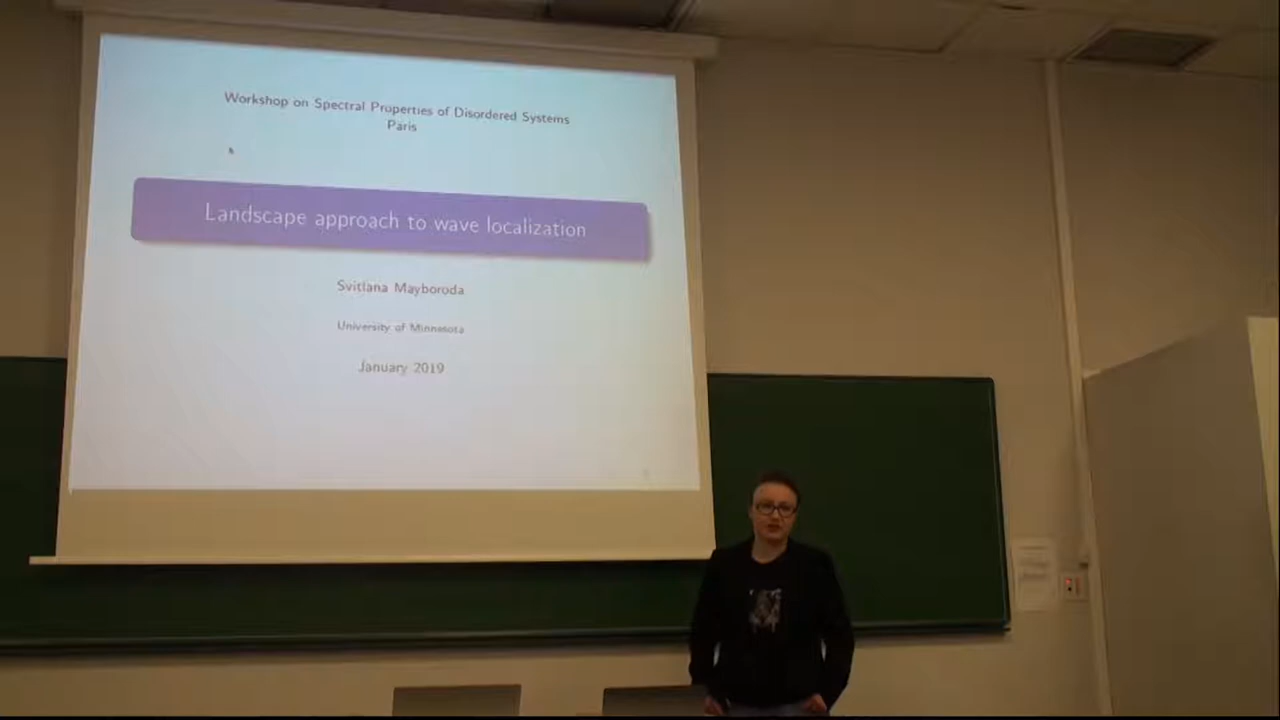 Workshop on Spectral Properties of Disordered Systems
Paris
Landscape approach to wave localization
Svitlana Mayboroda
University of Minnesota
January 2019